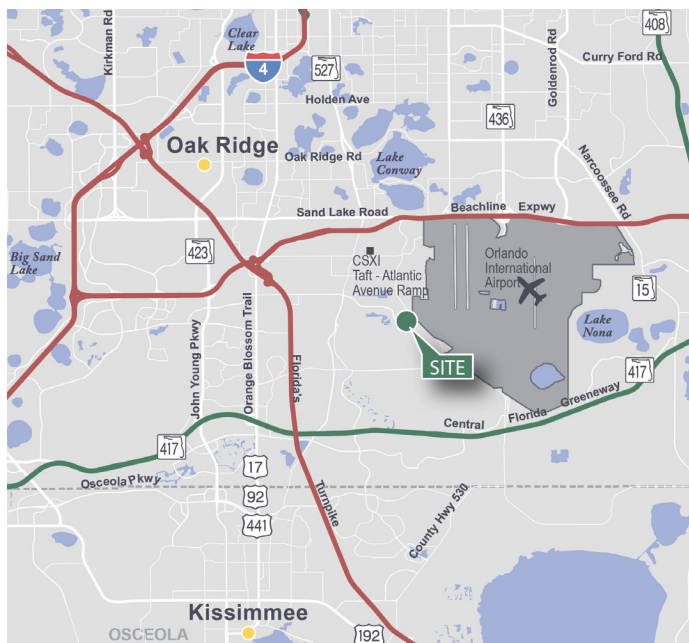 Kirkman Rd
Clear
Lake
4
527
Goldenrod Rd
408
Curry Ford Rd
Holden Ave
436
Oak Ridge
Oak Ridge Rd
Lake
Conway
Narcoossee Rd
Sand Lake Road
Beachline Expwy
423
Big Sand
Lake
CSXI
Taft - Atlantic
Avenue Ramp
Orlando
International
Airport
15
Lake
Nona
John Young Pkwy
Orange Blossom Trail
Florida's
SITE
417
Central Florida Greeneway
417
Osceola Pkwy
17
92
441
Turnpike
County Hwy 530
Kissimmee
OSCEOLA
192